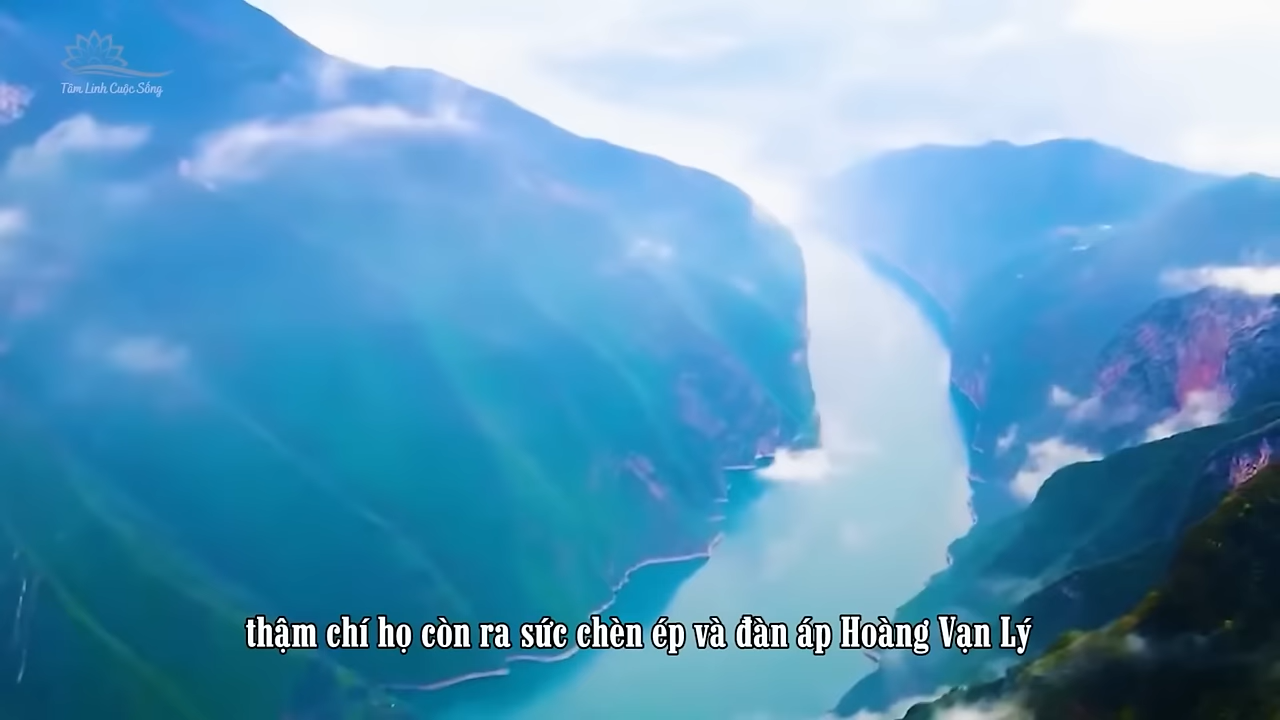 Tâm Linh Cuộc Sống
thậm chí họ còn ra sức chèn ép và đàn áp Hoàng Vạn Lý